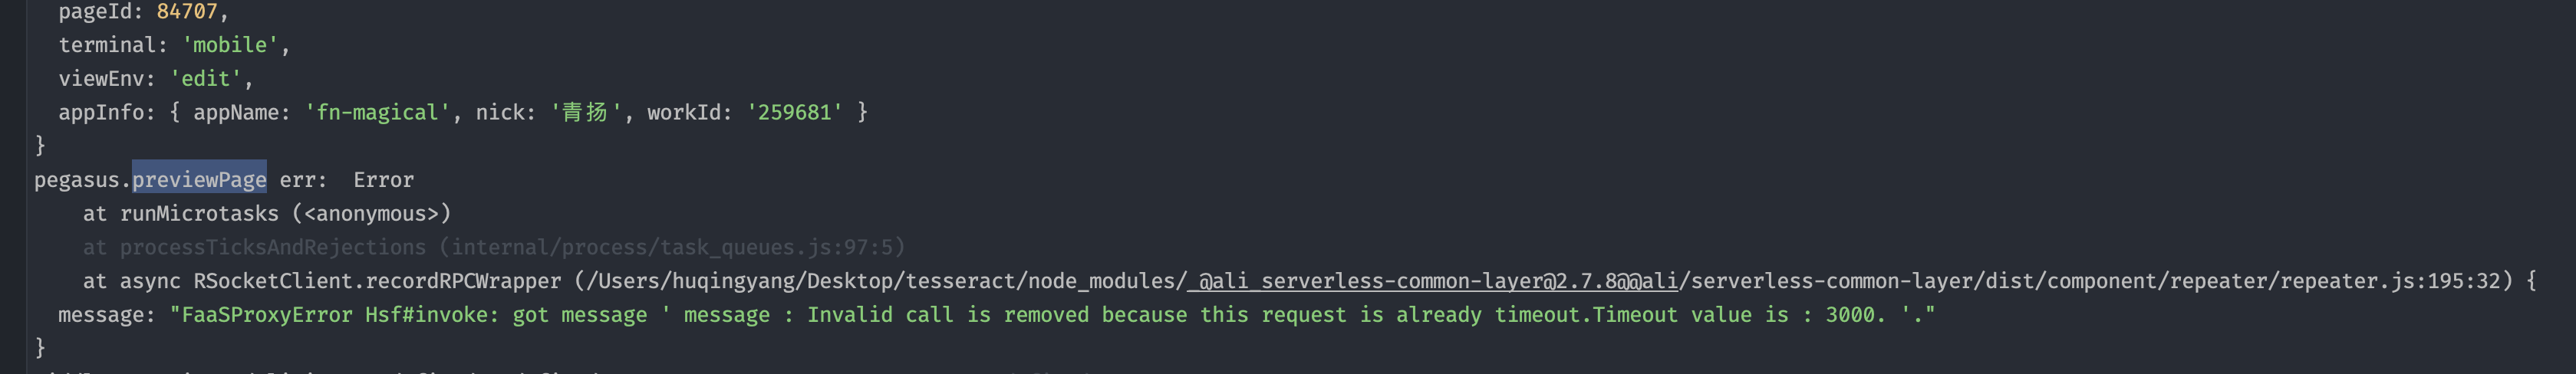 pageId: 84707,
terminal: 'mobile',
viewEnv: 'edit',
appInfo: { appName: 'fn-magical', nick: '青扬', workId: '259681' }
}
pegasus.previewPage err:  Error
at runMicrotasks (<anonymous>)
at processTicksAndRejections (internal/process/task_queues.js:97:5)
at async RSocketClient.recordRPCWrapper (/Users/huqingyang/Desktop/tesseract/node_modules/_@ali_serverless-common-layer@2.7.8@@ali/serverless-common-layer/dist/component/repeater/repeater.js:195:32) {
message: "FaaSProxyError Hsf#invoke: got message ' message : Invalid call is removed because this request is already timeout.Timeout value is : 3000. '."
}